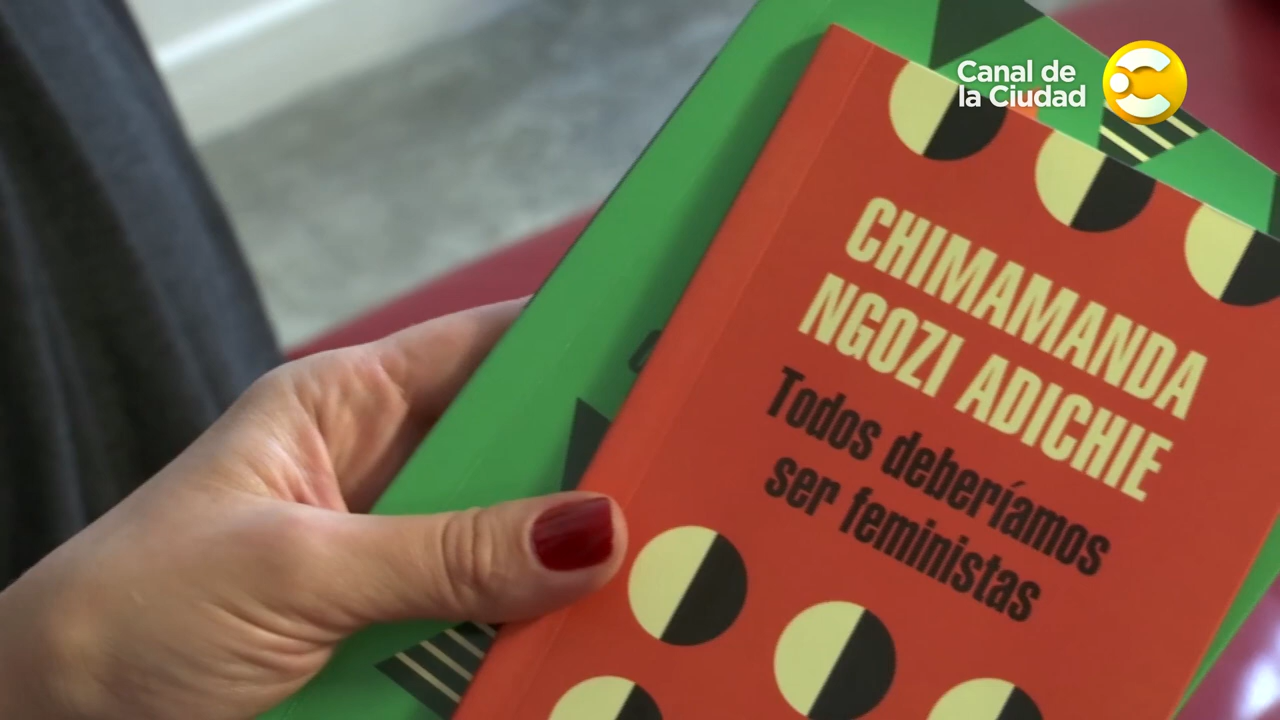 Canal de
la Ciudad
CHIMAMANDA
NGOZI ADICHIE
Todos deberíamos
ser feministas